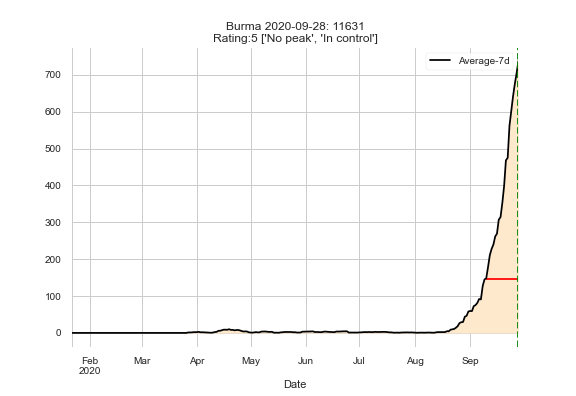 Burma 2020-09-28: 11631
Rating:5 ['No peak', 'In control']
Average-7d
700
600
500
400
300
200
100
0
Feb
2020
Mar
Apr
May
Jun
Jul
Aug
Sep
Date